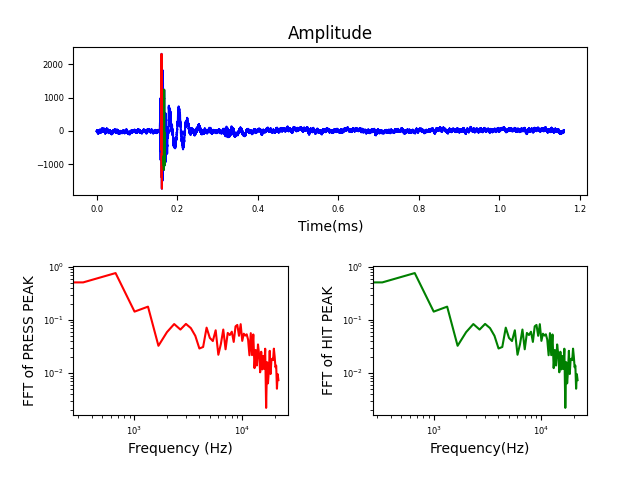 Amplitude
2000
1000
0
−1000
0.0 0.2 0.4 0.6 0.8 1.0 1.2
Time(ms)
FFT of PRESS PEAK
10⁰
10⁻¹
10⁻²
10³ 10⁴
Frequency (Hz)
FFT of HIT PEAK
10⁰
10⁻¹
10⁻²
10³ 10⁴
Frequency(Hz)